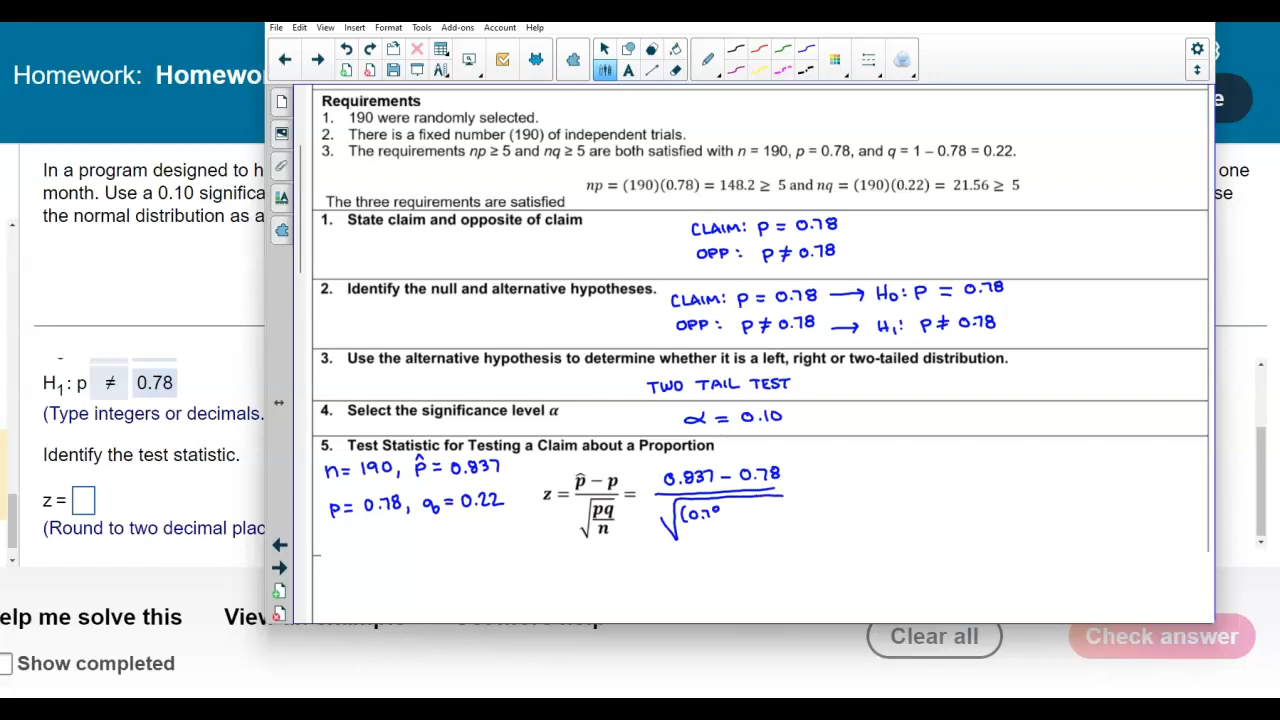 File Edit View Insert Format Tools Add-ons Account Help
Homework: Homewor
In a program designed to h
one
month. Use a 0.10 significa
se
the normal distribution as a
H1: p ≠ 0.78
(Type integers or decimals.
Identify the test statistic.
z =
(Round to two decimal plac
Requirements
1. 190 were randomly selected.
2. There is a fixed number (190) of independent trials.
3. The requirements np ≥ 5 and nq ≥ 5 are both satisfied with n = 190, p = 0.78, and q = 1 – 0.78 = 0.22.
np = (190)(0.78) = 148.2 ≥ 5 and nq = (190)(0.22) = 21.56 ≥ 5
The three requirements are satisfied
1. State claim and opposite of claim
CLAIM: p = 0.78
OPP: p ≠ 0.78
2. Identify the null and alternative hypotheses.
CLAIM: p = 0.78 → H0: p = 0.78
OPP: p ≠ 0.78 → H1: p ≠ 0.78
3. Use the alternative hypothesis to determine whether it is a left, right or two-tailed distribution.
TWO TAIL TEST
4. Select the significance level α
α = 0.10
5. Test Statistic for Testing a Claim about a Proportion
n = 190, p̂ = 0.837
p = 0.78, q = 0.22
z = (p̂ − p) / √(pq/n) =
0.837 − 0.78
√(0.78
elp me solve this
View
Clear all
Check answer
Show completed